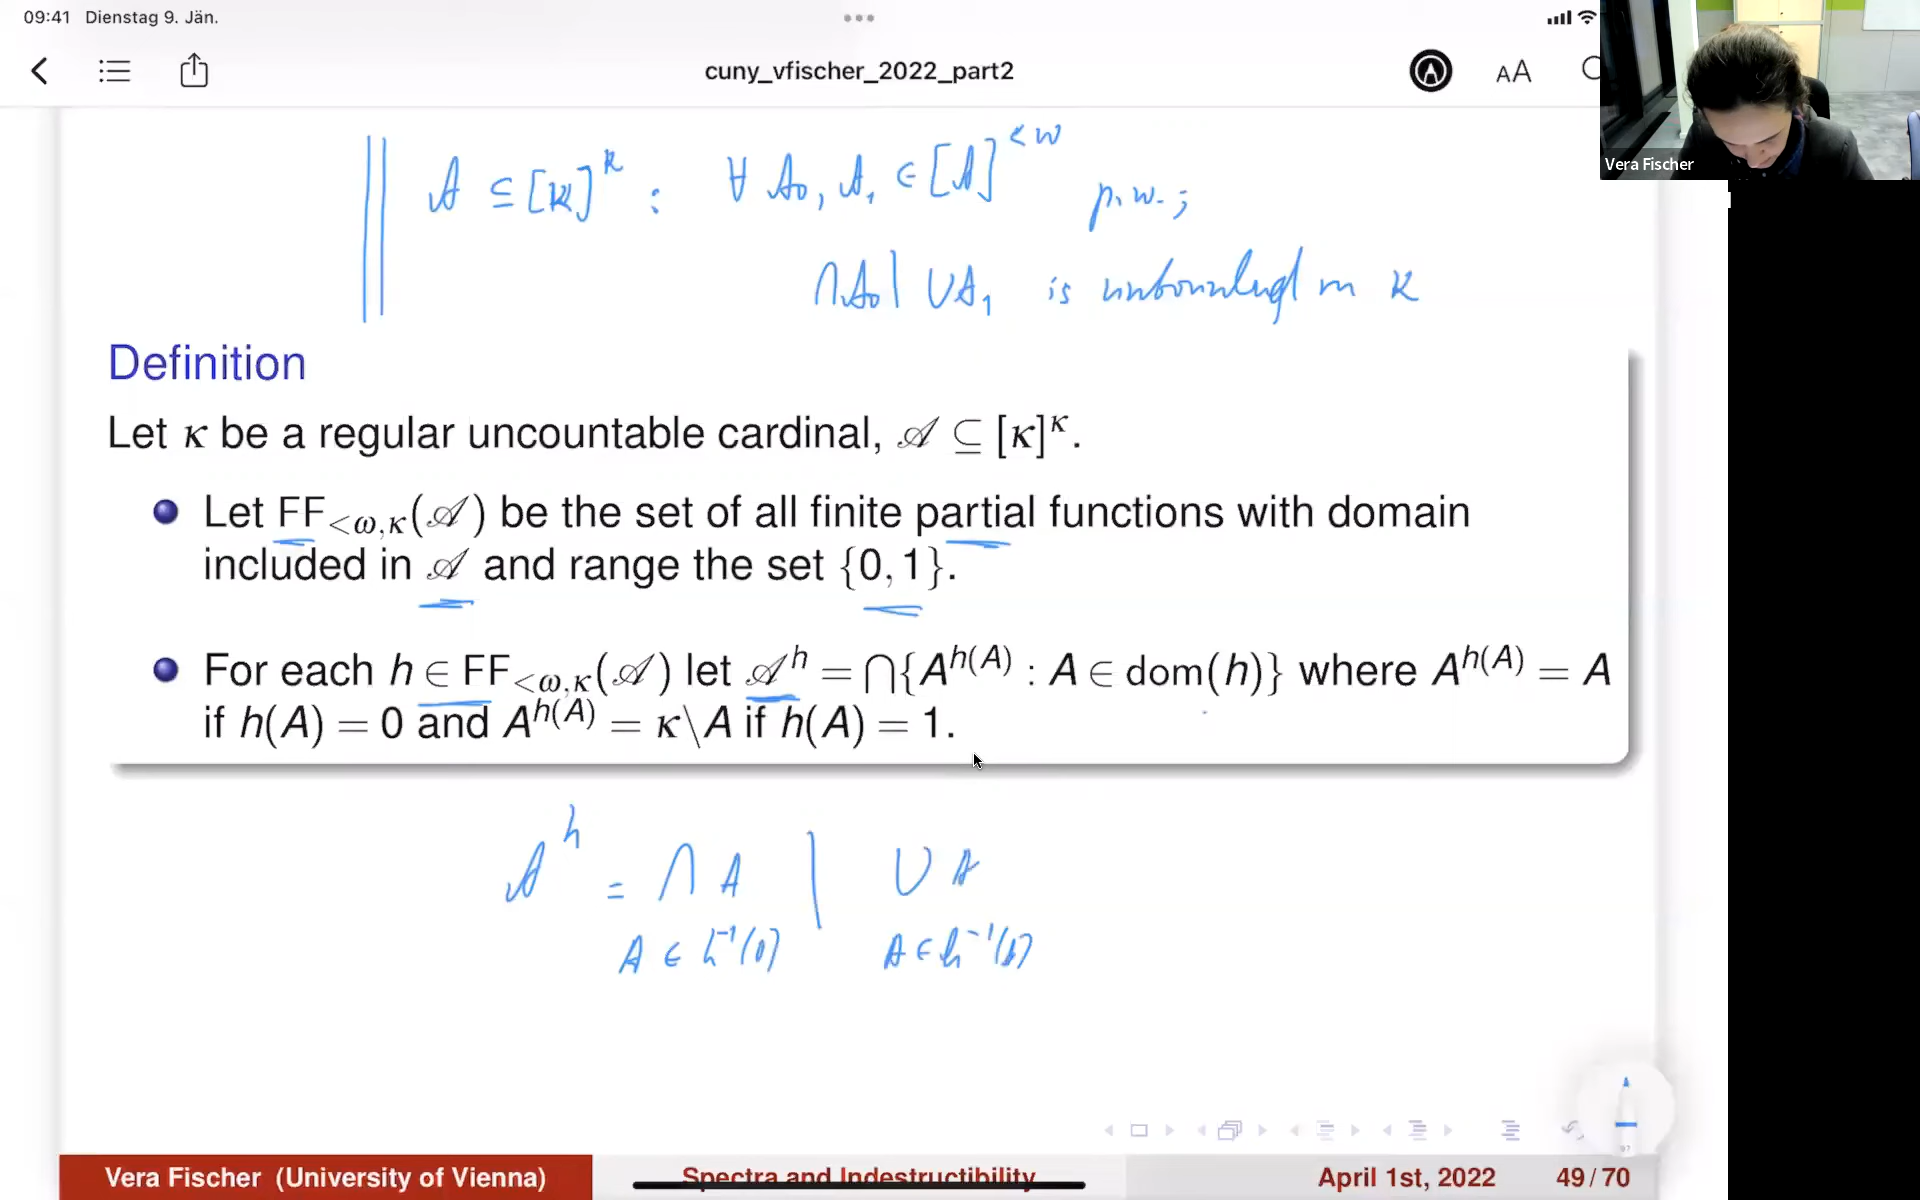 09:41 Dienstag 9. Jän.
cuny_vfischer_2022_part2
AA
Vera Fischer
𝒜 ⊆ [κ]^κ : ∀ 𝒜₀, 𝒜₁ ∈ [𝒜]^{<ω} p.w.;
⋂𝒜₀ \ ⋃𝒜₁ is unbounded in κ
Definition
Let κ be a regular uncountable cardinal, 𝒜 ⊆ [κ]^κ.
Let FF_{<ω,κ}(𝒜) be the set of all finite partial functions with domain
included in 𝒜 and range the set {0, 1}.
For each h ∈ FF_{<ω,κ}(𝒜) let 𝒜^h = ⋂{A^{h(A)} : A ∈ dom(h)} where A^{h(A)} = A
if h(A) = 0 and A^{h(A)} = κ\A if h(A) = 1.
𝒜^h = ⋂ A \ ⋃ A
A ∈ h⁻¹(0) A ∈ h⁻¹(1)
Vera Fischer (University of Vienna) Spectra and Indestructibility April 1st, 2022 49 / 70